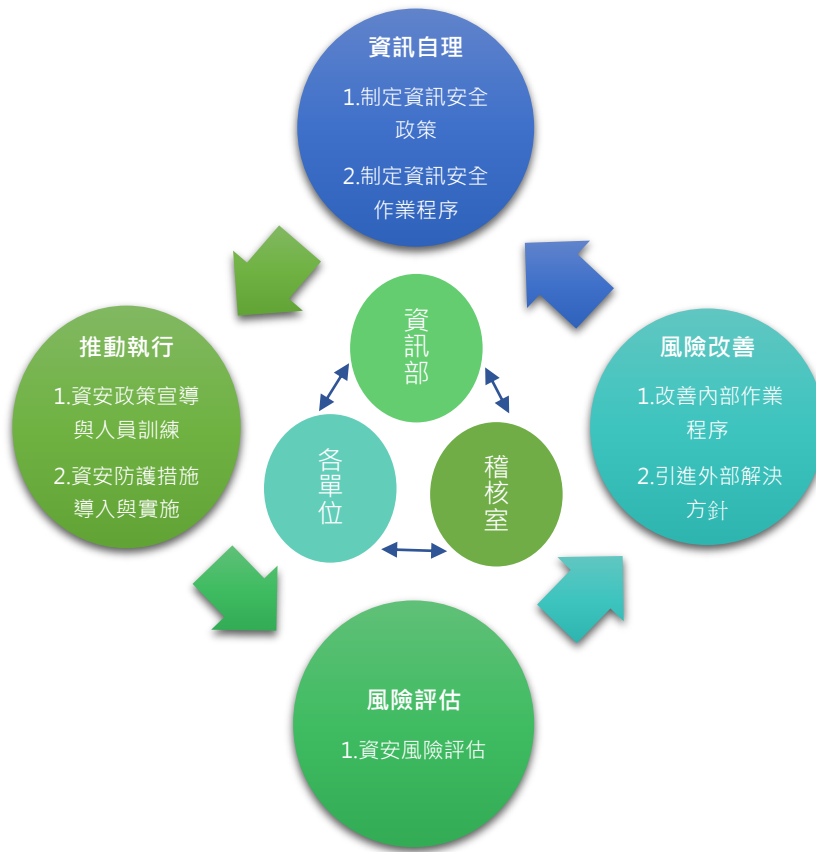 資訊自理
1.制定資訊安全
政策
2.制定資訊安全
作業程序
推動執行
1.資安政策宣導
與人員訓練
2.資安防護措施
導入與實施
資訊部
各單位
稽核室
風險改善
1.改善內部作業
程序
2.引進外部解決
方針
風險評估
1.資安風險評估